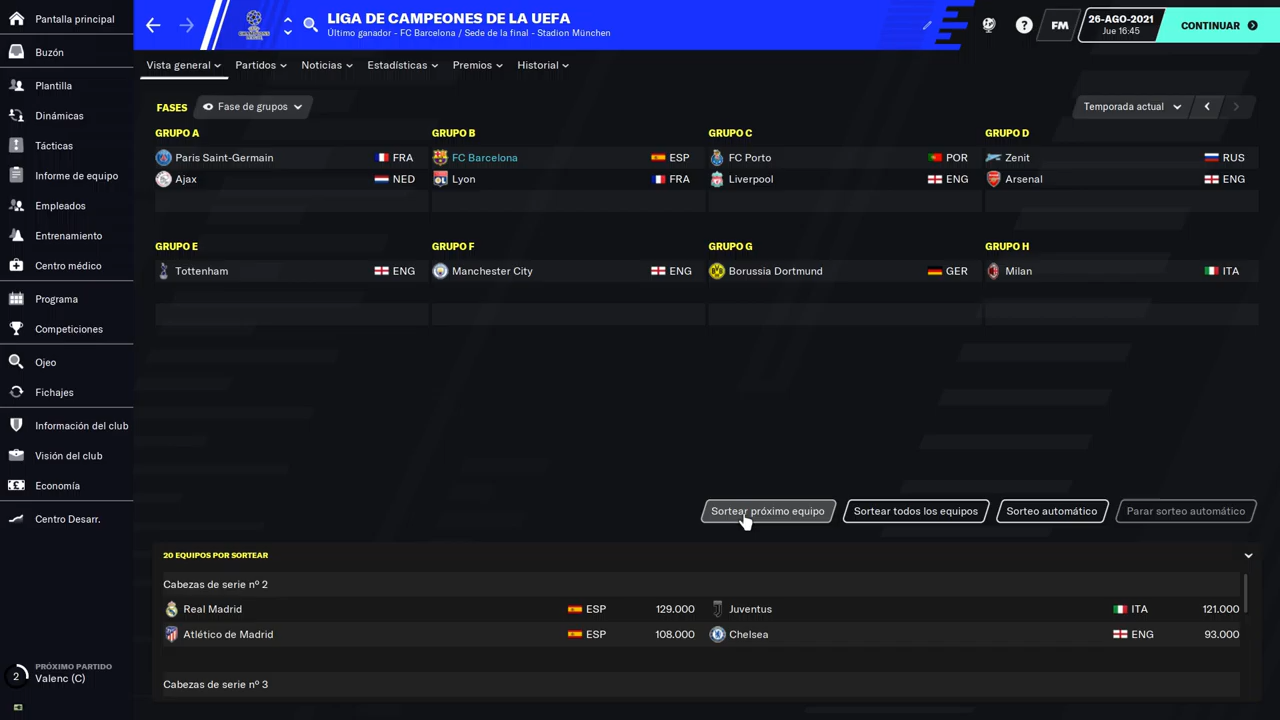 Pantalla principal
Buzón
Plantilla
Dinámicas
Tácticas
Informe de equipo
Empleados
Entrenamiento
Centro médico
Programa
Competiciones
Ojeo
Fichajes
Información del club
Visión del club
Economía
Centro Desarr.
2
PRÓXIMO PARTIDO
Valenc (C)
LIGA DE CAMPEONES DE LA UEFA
Último ganador - FC Barcelona / Sede de la final - Stadion München
FM
26-AGO-2021
Jue 16:45
CONTINUAR
Vista general Partidos Noticias Estadísticas Premios Historial
FASES Fase de grupos Temporada actual
GRUPO A GRUPO B GRUPO C GRUPO D
Paris Saint-Germain FRA FC Barcelona ESP FC Porto POR Zenit RUS
Ajax NED Lyon FRA Liverpool ENG Arsenal ENG
GRUPO E GRUPO F GRUPO G GRUPO H
Tottenham ENG Manchester City ENG Borussia Dortmund GER Milan ITA
Sortear próximo equipo Sortear todos los equipos Sorteo automático Parar sorteo automático
20 EQUIPOS POR SORTEAR
Cabezas de serie nº 2
Real Madrid ESP 129.000 Juventus ITA 121.000
Atlético de Madrid ESP 108.000 Chelsea ENG 93.000
Cabezas de serie nº 3